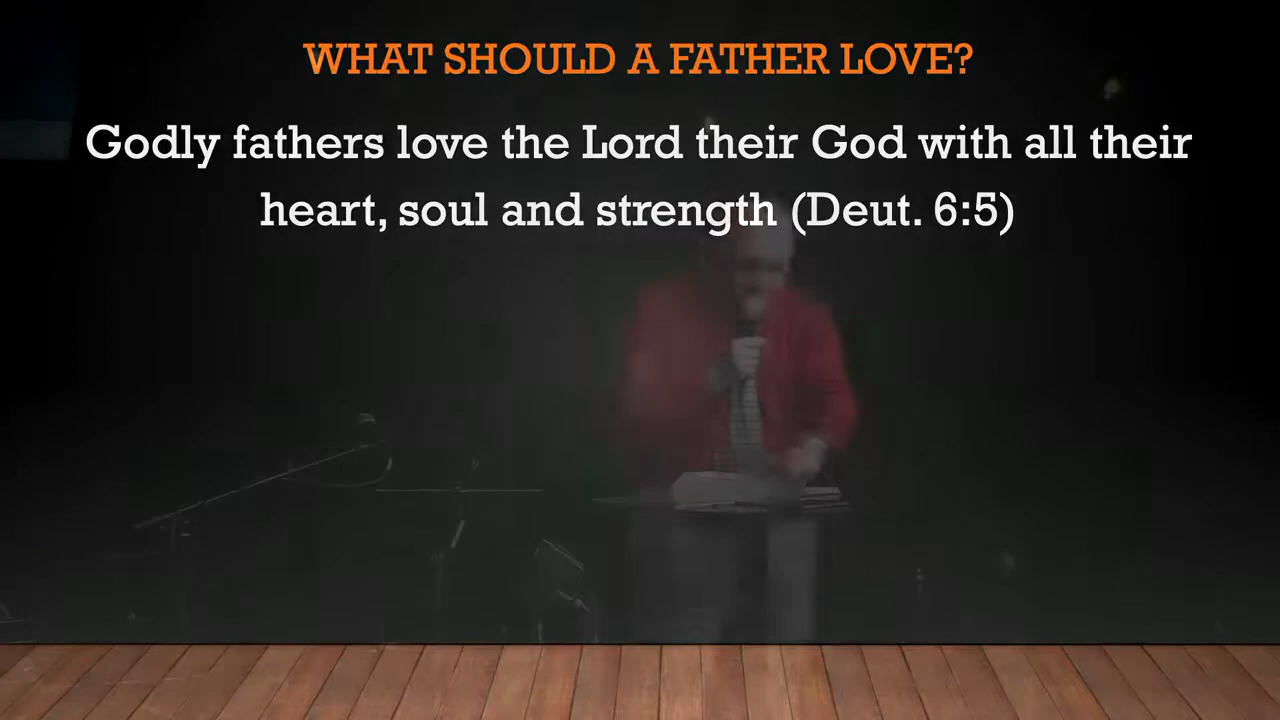 WHAT SHOULD A FATHER LOVE?
Godly fathers love the Lord their God with all their
heart, soul and strength (Deut. 6:5)